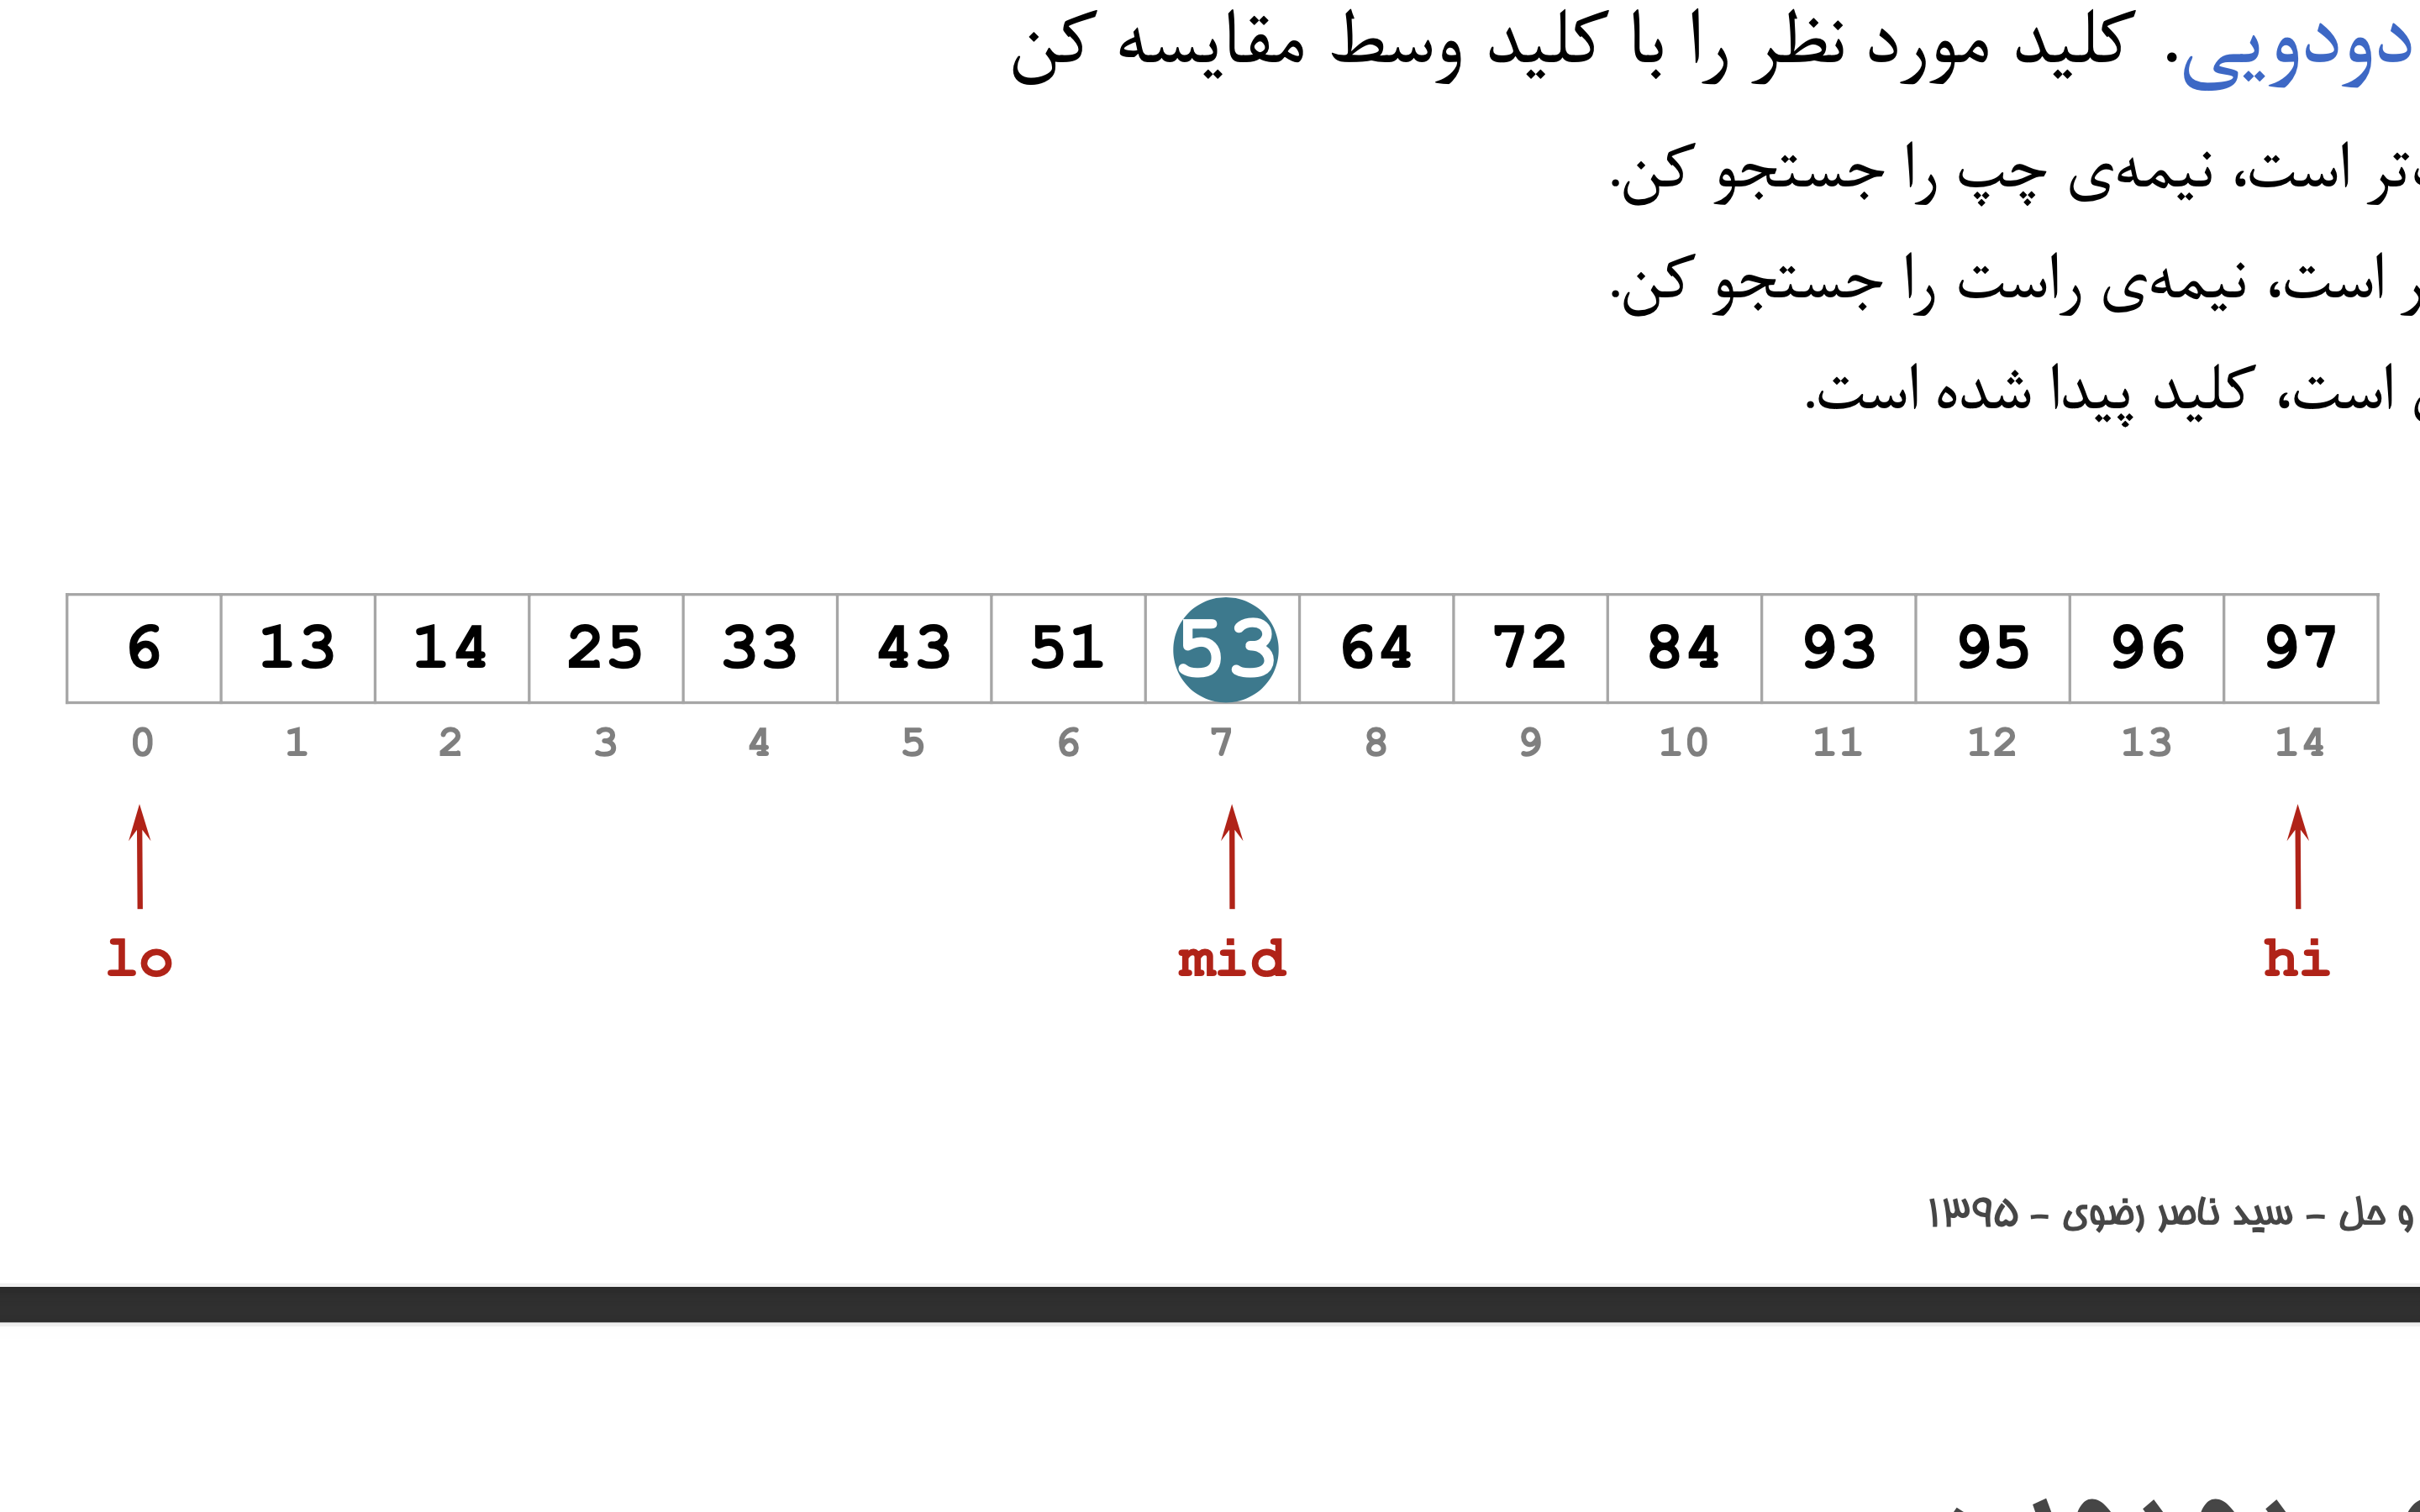 دودویی. کلید مورد نظر را با کلید وسط مقایسه کن
است، نیمه‌ی چپ را جستجو کن.
است، نیمه‌ی راست را جستجو کن.
است، کلید پیدا شده است.
6 13 14 25 33 43 51 53 64 72 84 93 95 96 97
0 1 2 3 4 5 6 7 8 9 10 11 12 13 14
lo mid hi
و حل – سید ناصر رضوی – ۱۳۹۵